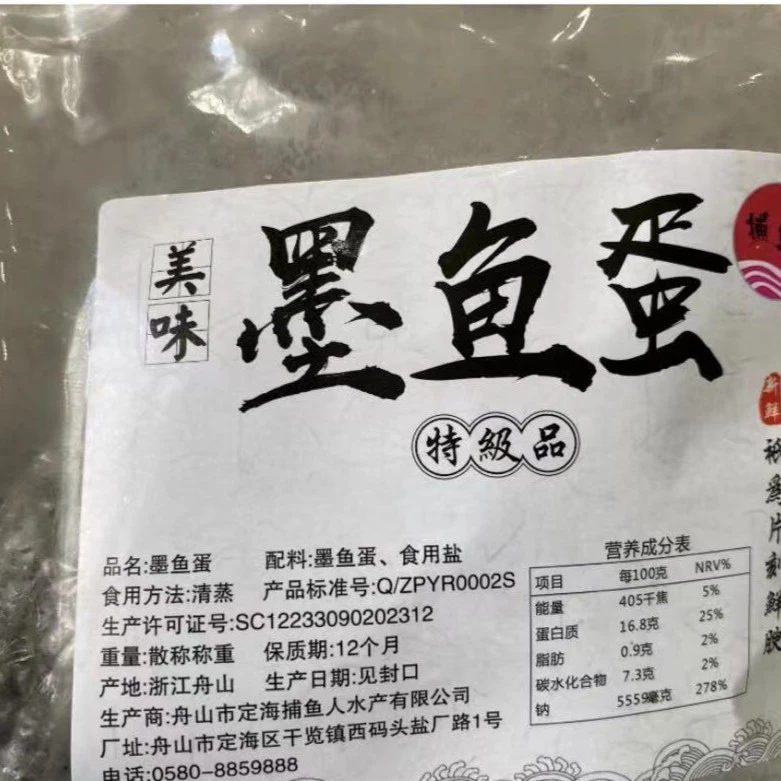 美味
墨鱼蛋
特級品
新鲜
品名:墨鱼蛋 配料:墨鱼蛋、食用盐
食用方法:清蒸 产品标准号:Q/ZPYR0002S
生产许可证号:SC12233090202312
重量:散称称重 保质期:12个月
产地:浙江舟山 生产日期:见封口
生产商:舟山市定海捕鱼人水产有限公司
厂址:舟山市定海区干览镇西码头盐厂路1号
电话:0580-8859888
营养成分表
项目 每100克 NRV%
能量 405千焦 5%
蛋白质 16.8克 25%
脂肪 0.9克 2%
碳水化合物 7.3克 2%
钠 5559毫克 278%